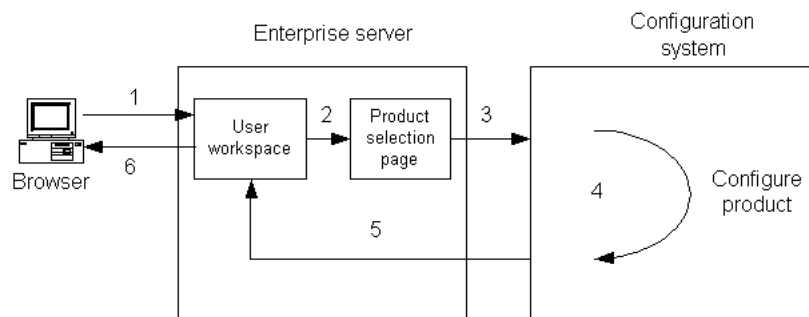 Enterprise server
Configuration
system
1
2
3
6
User
workspace
Product
selection
page
Browser
4
Configure
product
5